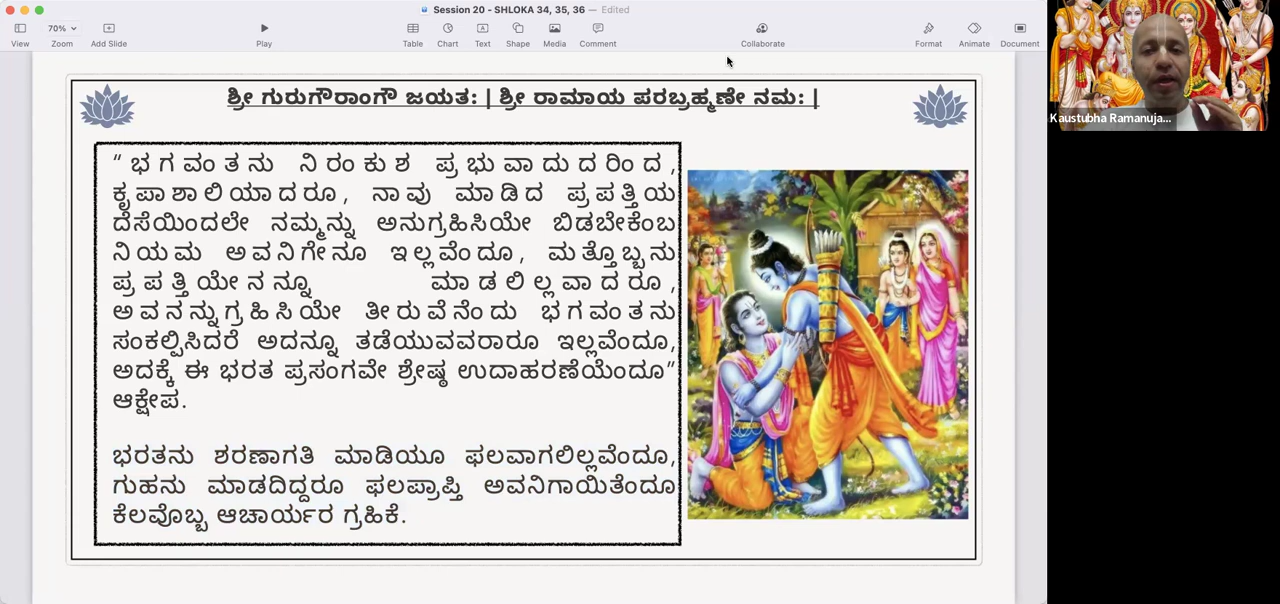 Session 20 - SHLOKA 34, 35, 36 — Edited
View
70%
Zoom
Add Slide
Play
Table
Chart
Text
Shape
Media
Comment
Collaborate
Format
Animate
Document
Kaustubha Ramanuja...
ಶ್ರೀ ಗುರುಗೌರಾಂಗೌ ಜಯತ: | ಶ್ರೀ ರಾಮಾಯ ಪರಬ್ರಹ್ಮಣೇ ನಮ: |
“ಭಗವಂತನು ನಿರಂಕುಶ ಪ್ರಭುವಾದುದರಿಂದ,
ಕೃಪಾಶಾಲಿಯಾದರೂ, ನಾವು ಮಾಡಿದ ಪ್ರಪತ್ತಿಯ
ದೆಸೆಯಿಂದಲೇ ನಮ್ಮನ್ನು ಅನುಗ್ರಹಿಸಿಯೇ ಬಿಡಬೇಕೆಂಬ
ನಿಯಮ ಅವನಿಗೇನೂ ಇಲ್ಲವೆಂದೂ, ಮತ್ತೊಬ್ಬನು
ಪ್ರಪತ್ತಿಯೇನನ್ನೂ ಮಾಡಲಿಲ್ಲವಾದರೂ,
ಅವನನ್ನುಗ್ರಹಿಸಿಯೇ ತೀರುವೆನೆಂದು ಭಗವಂತನು
ಸಂಕಲ್ಪಿಸಿದರೆ ಅದನ್ನೂ ತಡೆಯುವವರಾರೂ ಇಲ್ಲವೆಂದೂ,
ಅದಕ್ಕೆ ಈ ಭರತ ಪ್ರಸಂಗವೇ ಶ್ರೇಷ್ಠ ಉದಾಹರಣೆಯೆಂದೂ”
ಆಕ್ಷೇಪ.
ಭರತನು ಶರಣಾಗತಿ ಮಾಡಿಯೂ ಫಲವಾಗಲಿಲ್ಲವೆಂದೂ,
ಗುಹನು ಮಾಡದಿದ್ದರೂ ಫಲಪ್ರಾಪ್ತಿ ಅವನಿಗಾಯಿತೆಂದೂ
ಕೆಲವೊಬ್ಬ ಆಚಾರ್ಯರ ಗ್ರಹಿಕೆ.